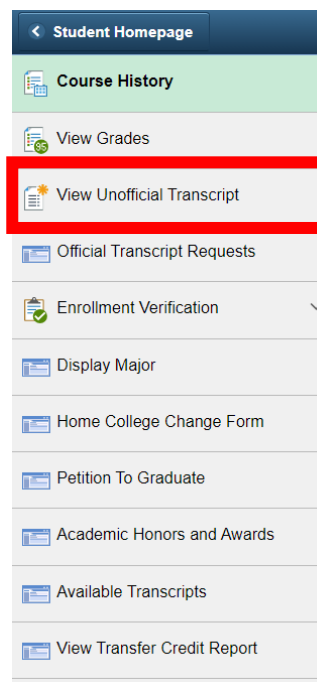 Student Homepage
Course History
95
View Grades
View Unofficial Transcript
Official Transcript Requests
Enrollment Verification
Display Major
Home College Change Form
Petition To Graduate
Academic Honors and Awards
Available Transcripts
View Transfer Credit Report